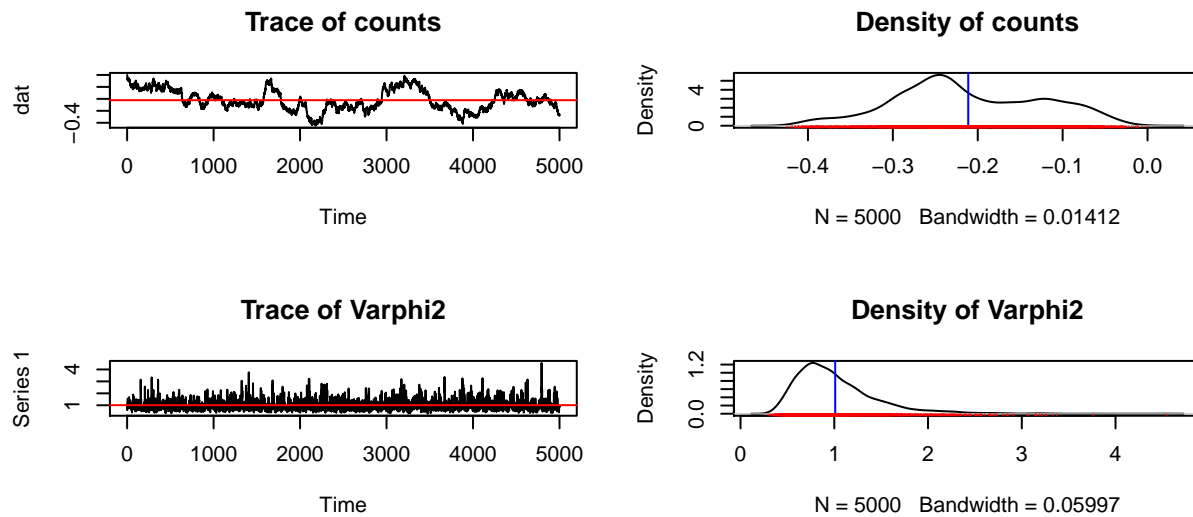 Trace of counts
dat
−0.4
0 1000 2000 3000 4000 5000
Time
Density of counts
Density
0 4
−0.4 −0.3 −0.2 −0.1 0.0
N = 5000 Bandwidth = 0.01412
Trace of Varphi2
Series 1
1 4
0 1000 2000 3000 4000 5000
Time
Density of Varphi2
Density
0.0 1.2
0 1 2 3 4
N = 5000 Bandwidth = 0.05997